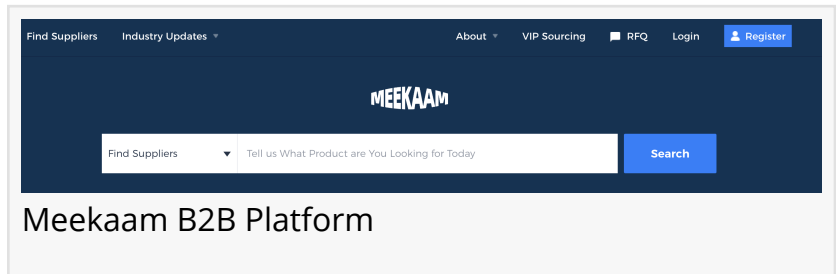 Find Suppliers Industry Updates About VIP Sourcing RFQ Login Register
MEEKAAM
Find Suppliers Tell us What Product are You Looking for Today Search
Meekaam B2B Platform